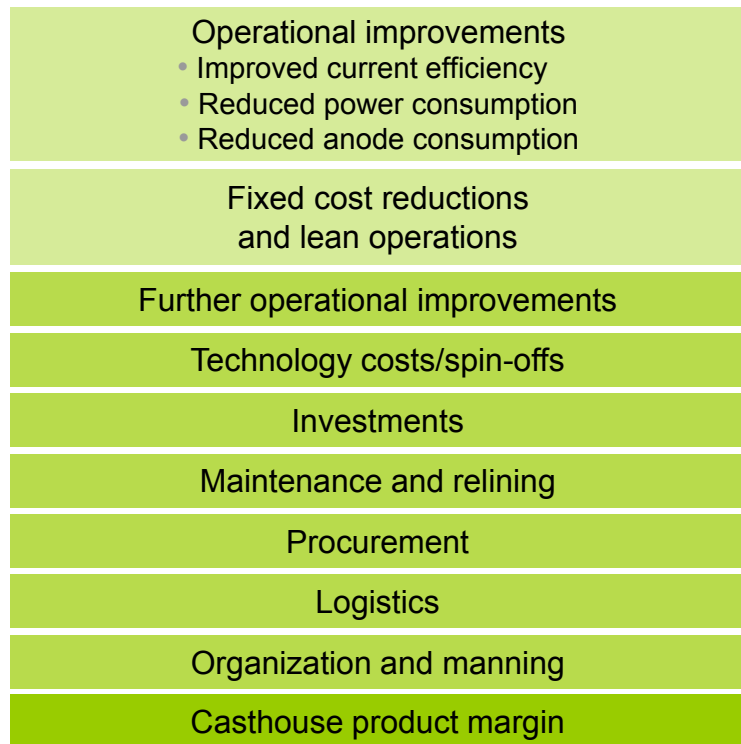 Operational improvements
• Improved current efficiency
• Reduced power consumption
• Reduced anode consumption
Fixed cost reductions
and lean operations
Further operational improvements
Technology costs/spin-offs
Investments
Maintenance and relining
Procurement
Logistics
Organization and manning
Casthouse product margin